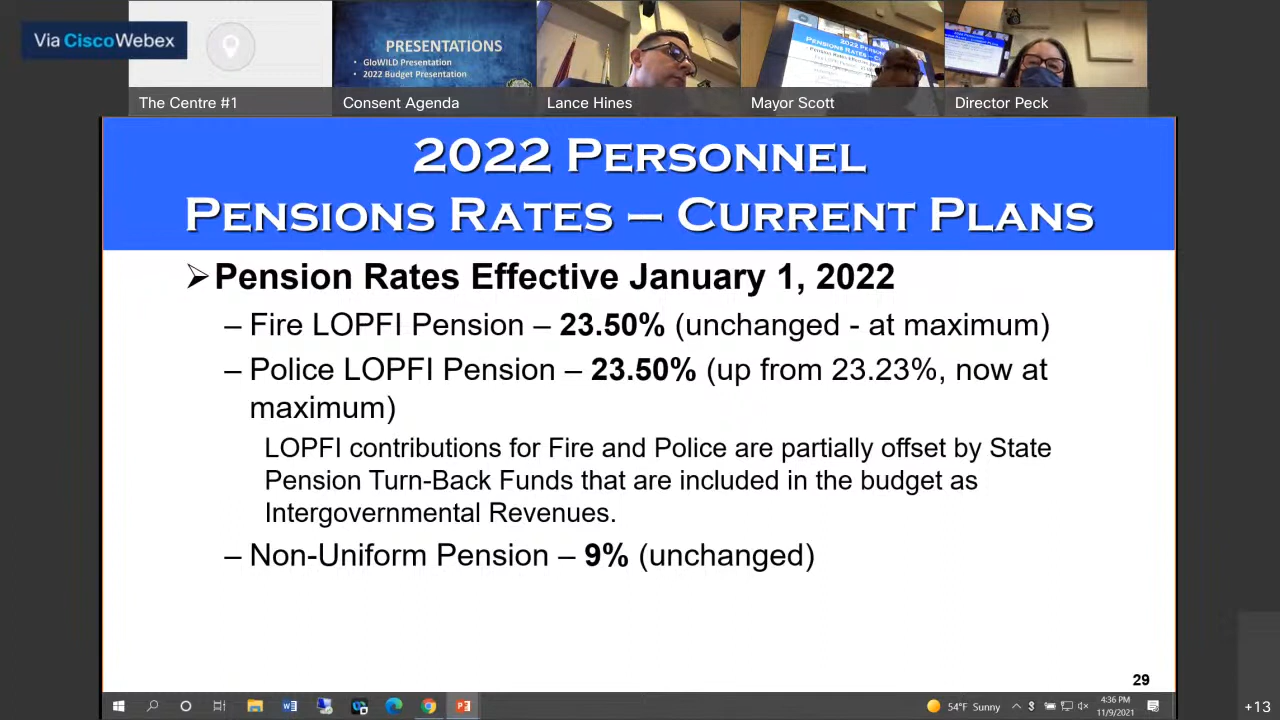 Via CiscoWebex
PRESENTATIONS
• GloWILD Presentation
• 2022 Budget Presentation
The Centre #1
Consent Agenda
Lance Hines
Mayor Scott
Director Peck
2022 PERSONNEL
PENSIONS RATES – CURRENT PLANS
➢Pension Rates Effective January 1, 2022
– Fire LOPFI Pension – 23.50% (unchanged - at maximum)
– Police LOPFI Pension – 23.50% (up from 23.23%, now at
maximum)
LOPFI contributions for Fire and Police are partially offset by State
Pension Turn-Back Funds that are included in the budget as
Intergovernmental Revenues.
– Non-Uniform Pension – 9% (unchanged)
29
54°F Sunny
4:36 PM
11/9/2021
+13